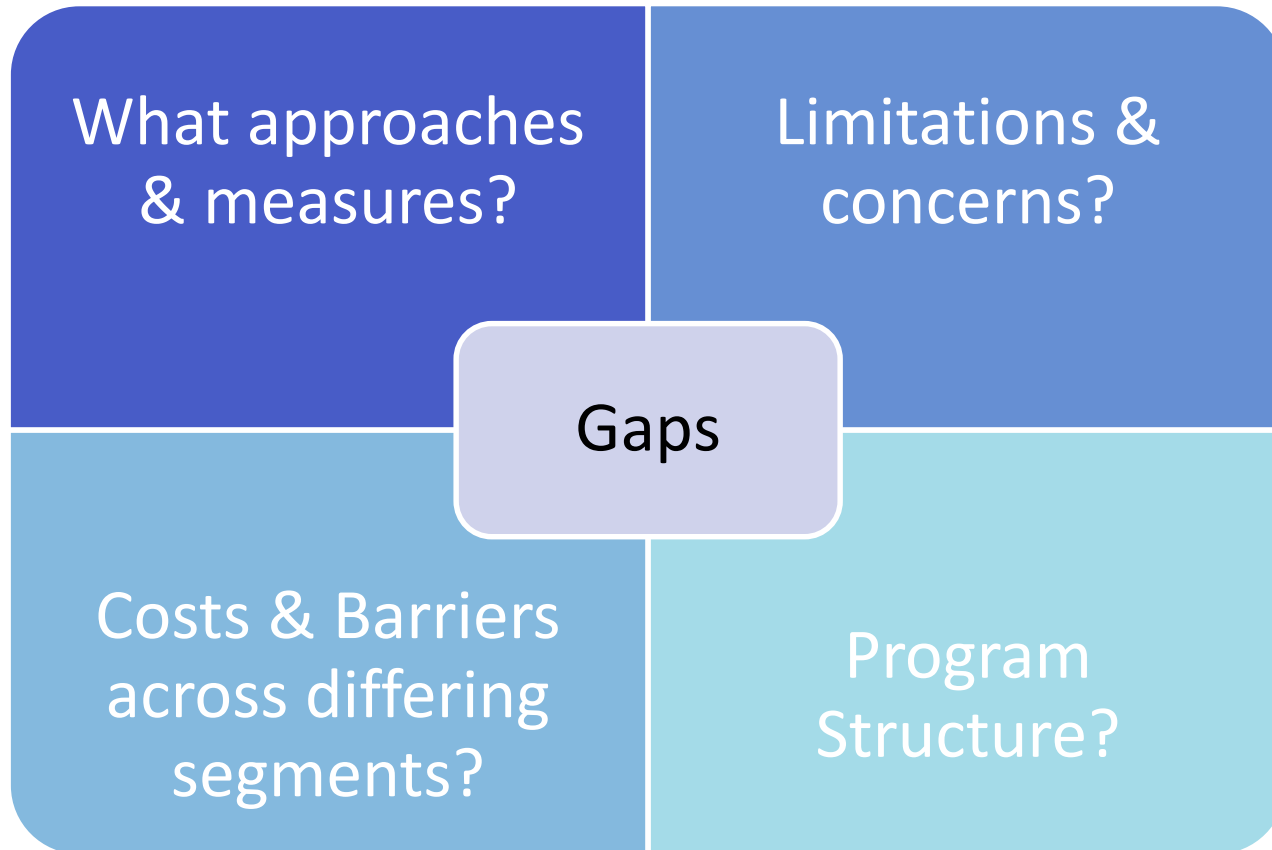 What approaches
& measures?
Limitations &
concerns?
Gaps
Costs & Barriers
across differing
segments?
Program
Structure?